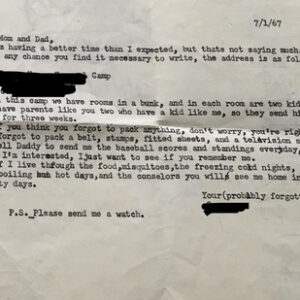 7/1/67
Mom and Dad,
having a better time than I expected, but thats not saying much
any chance you find it necessary to write, the address is as fol
Camp
this camp we have rooms in a bunk, and in each room are two kid
have parents like you two who have a kid like me, so they send hi
for three weeks.
If you think you forgot to pack anything, don't worry, you're rig
forgot to pack a belt, stamps, fitted sheets, and a television s
ll Daddy to send me the baseball scores and standings everyday,
I'm interested, I just want to see if you remember me.
f I live through the food, misquitoes, the freezing cold nights,
oiling hot days, and the conselors you will see me home in
ty days.
Your(probably forgott
P.S. Please send me a watch.